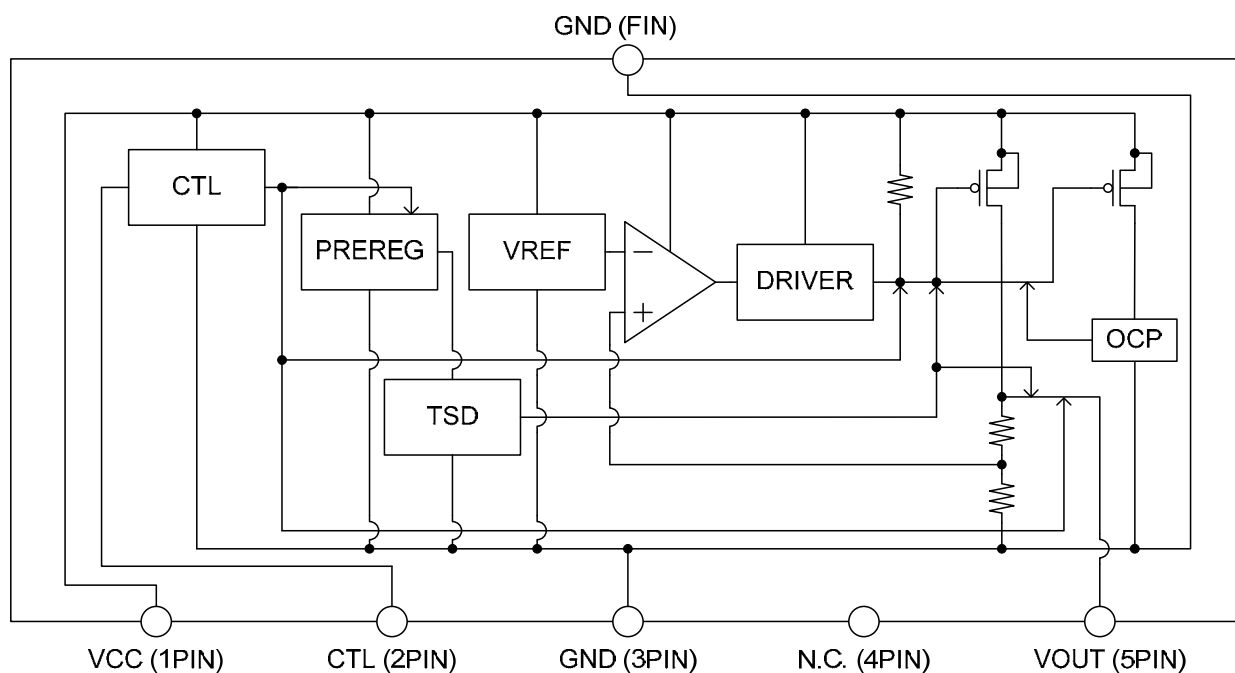 GND (FIN)
CTL
PREREG
VREF
−
+
DRIVER
OCP
TSD
VCC (1PIN)
CTL (2PIN)
GND (3PIN)
N.C. (4PIN)
VOUT (5PIN)